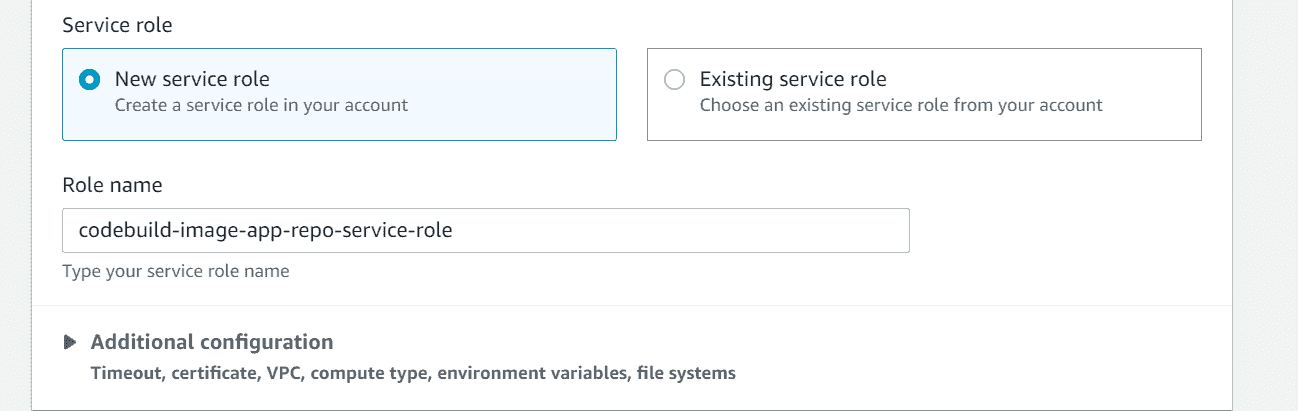 Service role
New service role
Create a service role in your account
Existing service role
Choose an existing service role from your account
Role name
codebuild-image-app-repo-service-role
Type your service role name
Additional configuration
Timeout, certificate, VPC, compute type, environment variables, file systems